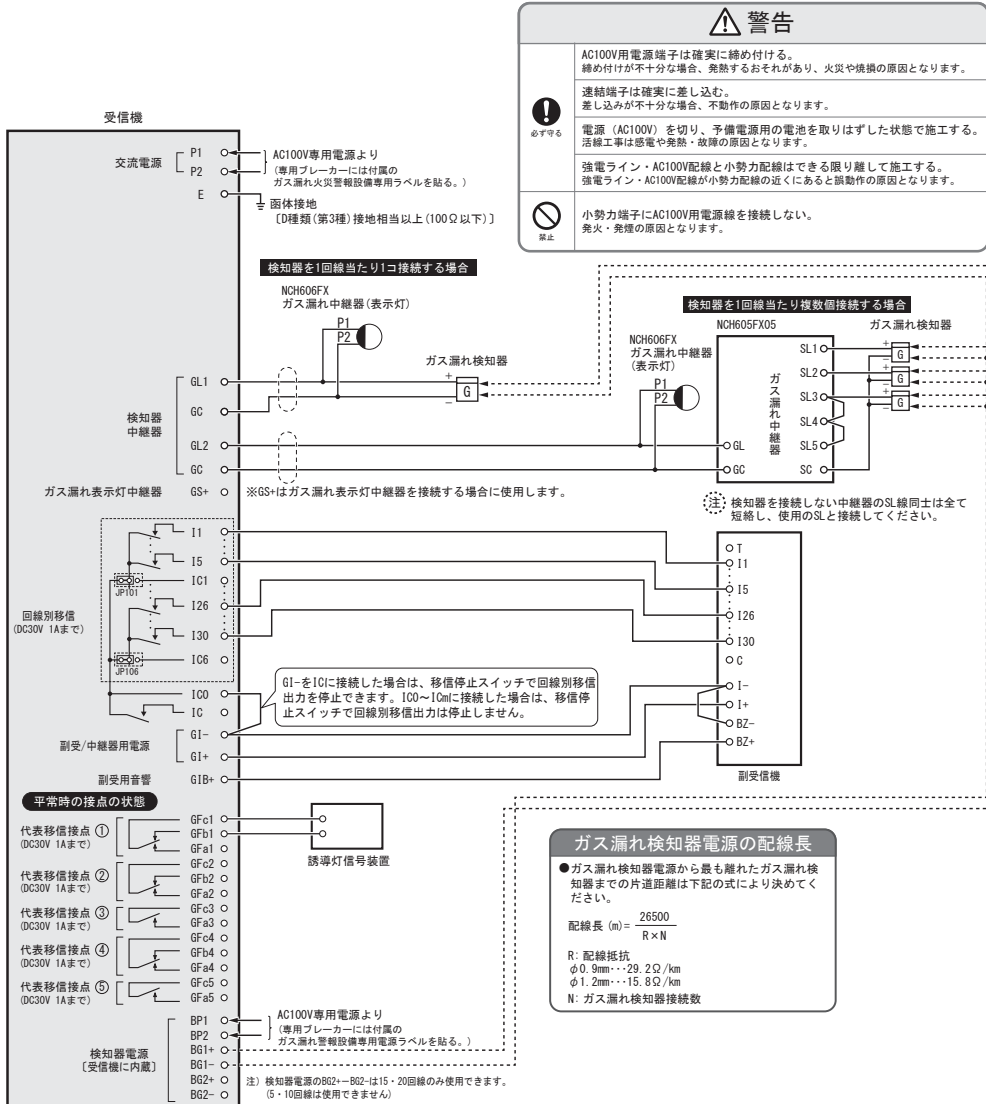 警告
必ず守る
AC100V用電源端子は確実に締め付ける。
締め付けが不十分な場合、発熱するおそれがあり、火災や焼損の原因となります。
連結端子は確実に差し込む。
差し込みが不十分な場合、不動作の原因となります。
電源（AC100V）を切り、予備電源用の電池を取りはずした状態で施工する。
活線工事は感電や発熱・故障の原因となります。
強電ライン・AC100V配線と小勢力配線はできる限り離して施工する。
強電ライン・AC100V配線が小勢力配線の近くにあると誤動作の原因となります。
禁止
小勢力端子にAC100V用電源線を接続しない。
発火・発煙の原因となります。
受信機
交流電源
P1
P2
E
AC100V専用電源より
(専用ブレーカーには付属の
ガス漏れ火災警報設備専用ラベルを貼る。)
函体接地
〔D種類(第3種)接地相当以上(100Ω以下)〕
検知器を1回線当たり1コ接続する場合
NCH606FX
ガス漏れ中継器(表示灯)
P1
P2
ガス漏れ検知器
+
G
−
検知器を1回線当たり複数個接続する場合
NCH606FX
ガス漏れ中継器
(表示灯)
P1
P2
NCH605FX05
ガス漏れ中継器
GL
GC
SL1
SL2
SL3
SL4
SL5
SC
ガス漏れ検知器
+
G
−
+
G
−
+
G
−
注) 検知器を接続しない中継器のSL線同士は全て
短絡し、使用のSLと接続してください。
検知器
中継器
GL1
GC
GL2
GC
ガス漏れ表示灯中継器
GS+
※GS+はガス漏れ表示灯中継器を接続する場合に使用します。
回線別移信
(DC30V 1Aまで)
I1
I5
IC1
JP101
I26
I30
IC6
JP106
IC0
IC
GI-をICに接続した場合は、移信停止スイッチで回線別移信
出力を停止できます。IC0～ICmに接続した場合は、移信停
止スイッチで回線別移信出力は停止しません。
副受/中継器用電源
GI-
GI+
副受用音響
GIB+
T
I1
I5
I26
I30
C
I-
I+
BZ-
BZ+
副受信機
平常時の接点の状態
代表移信接点 ①
(DC30V 1Aまで)
GFc1
GFb1
GFa1
代表移信接点 ②
(DC30V 1Aまで)
GFc2
GFb2
GFa2
代表移信接点 ③
(DC30V 1Aまで)
GFc3
GFa3
代表移信接点 ④
(DC30V 1Aまで)
GFc4
GFb4
GFa4
代表移信接点 ⑤
(DC30V 1Aまで)
GFc5
GFa5
誘導灯信号装置
検知器電源
〔受信機に内蔵〕
BP1
BP2
BG1+
BG1-
BG2+
BG2-
AC100V専用電源より
(専用ブレーカーには付属の
ガス漏れ警報設備専用電源ラベルを貼る。)
注) 検知器電源のBG2+−BG2-は15・20回線のみ使用できます。
(5・10回線は使用できません)
ガス漏れ検知器電源の配線長
●ガス漏れ検知器電源から最も離れたガス漏れ検
知器までの片道距離は下記の式により決めてく
ださい。
配線長 (m)= 26500
R×N
R: 配線抵抗
φ0.9mm･･･29.2Ω/km
φ1.2mm･･･15.8Ω/km
N: ガス漏れ検知器接続数